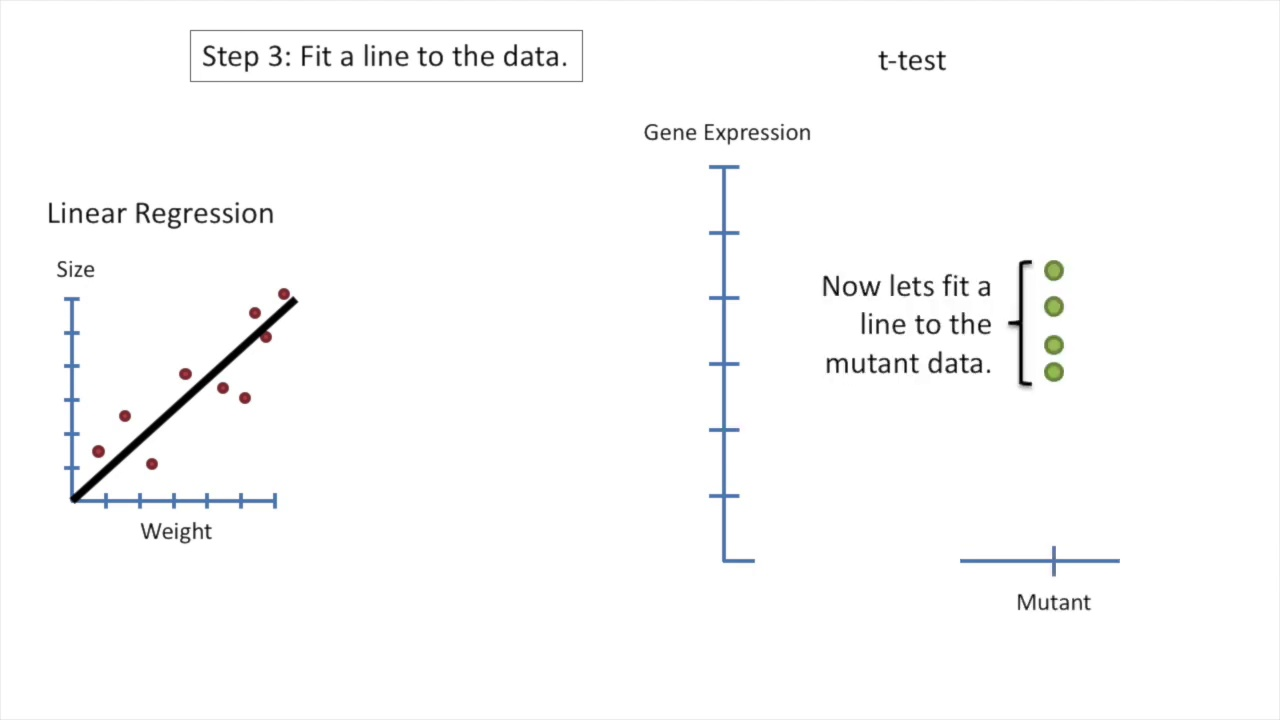 Step 3: Fit a line to the data.
t-test
Linear Regression
Size
Weight
Gene Expression
Now lets fit a
line to the
mutant data.
Mutant